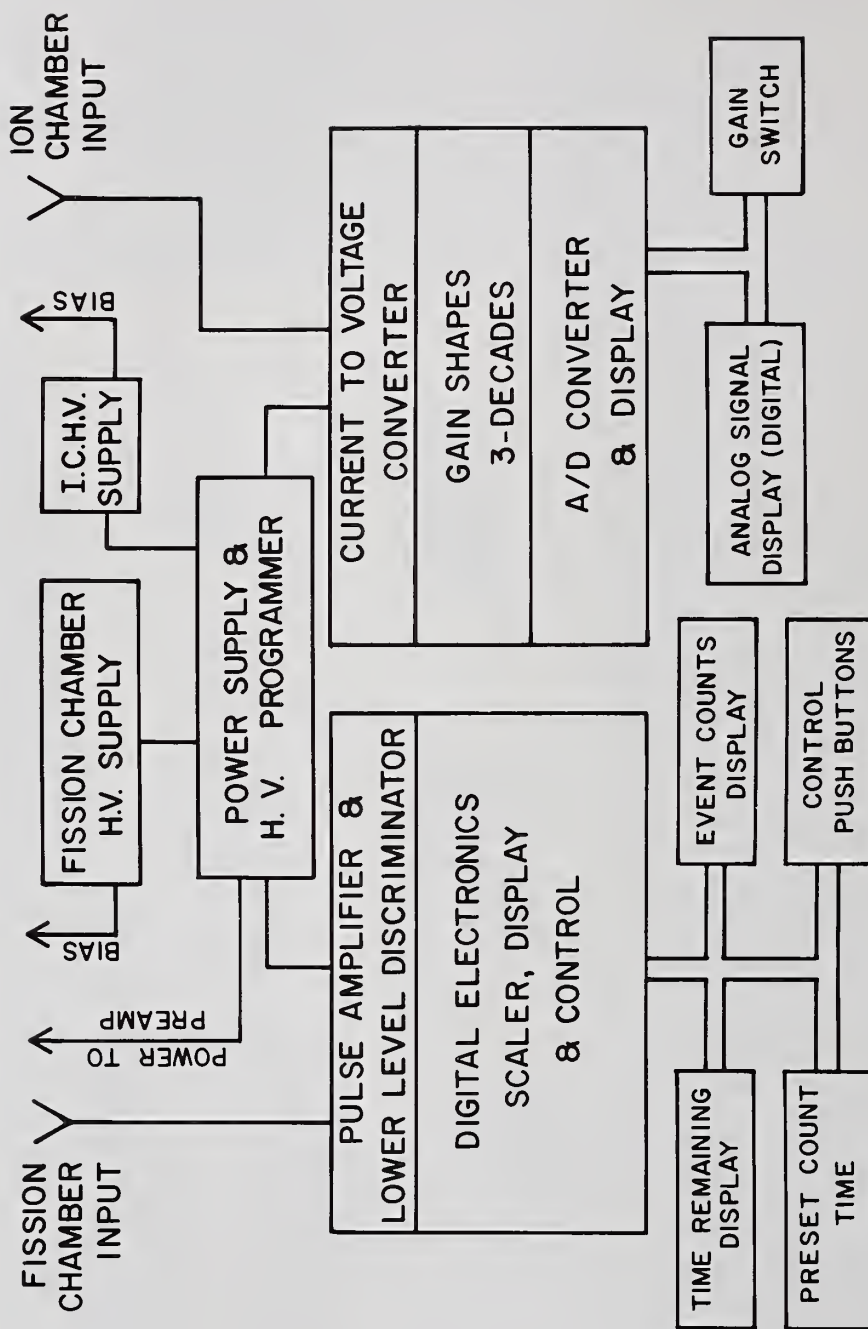 FISSION
CHAMBER
INPUT
POWER TO
PREAMP
BIAS
FISSION CHAMBER
H.V. SUPPLY
I.C.H.V.
SUPPLY
BIAS
ION
CHAMBER
INPUT
POWER SUPPLY &
H. V. PROGRAMMER
PULSE AMPLIFIER &
LOWER LEVEL DISCRIMINATOR
DIGITAL ELECTRONICS
SCALER, DISPLAY
& CONTROL
CURRENT TO VOLTAGE
CONVERTER
GAIN SHAPES
3-DECADES
A/D CONVERTER
& DISPLAY
TIME REMAINING
DISPLAY
EVENT COUNTS
DISPLAY
PRESET COUNT
TIME
CONTROL
PUSH BUTTONS
ANALOG SIGNAL
DISPLAY (DIGITAL)
GAIN
SWITCH